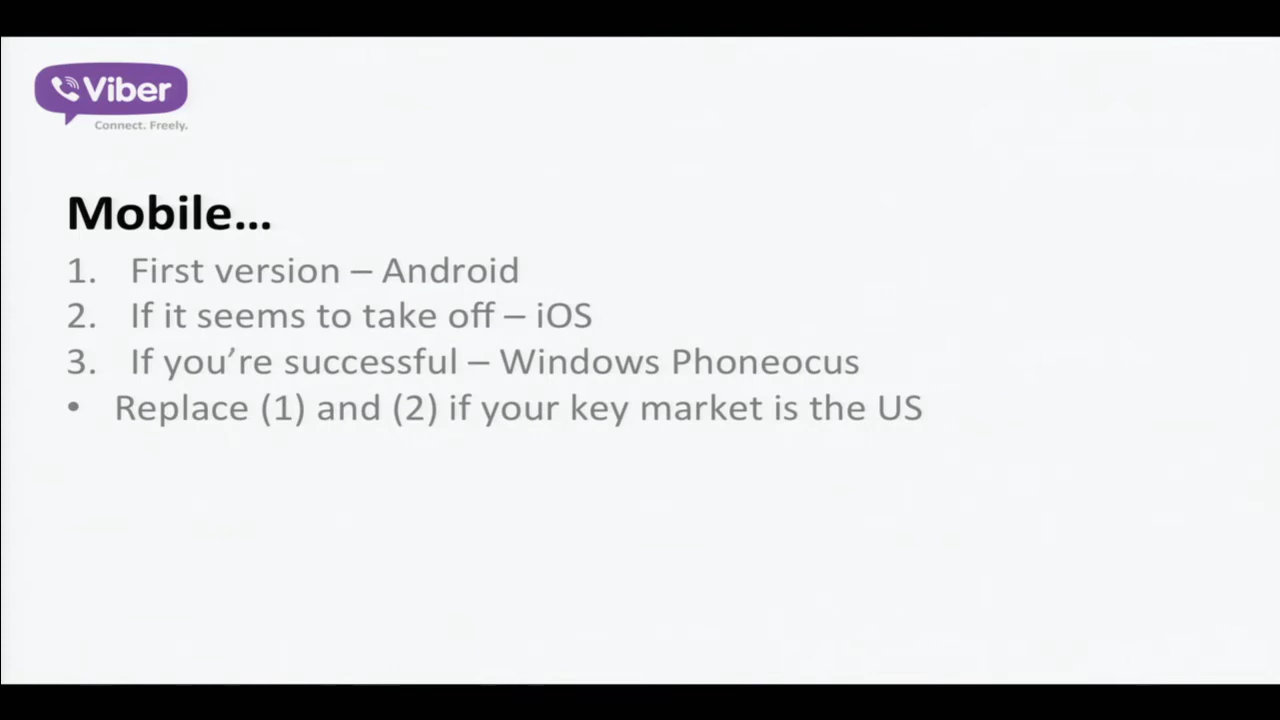 Viber
Connect. Freely.
Mobile...
1. First version – Android
2. If it seems to take off – iOS
3. If you’re successful – Windows Phoneocus
• Replace (1) and (2) if your key market is the US